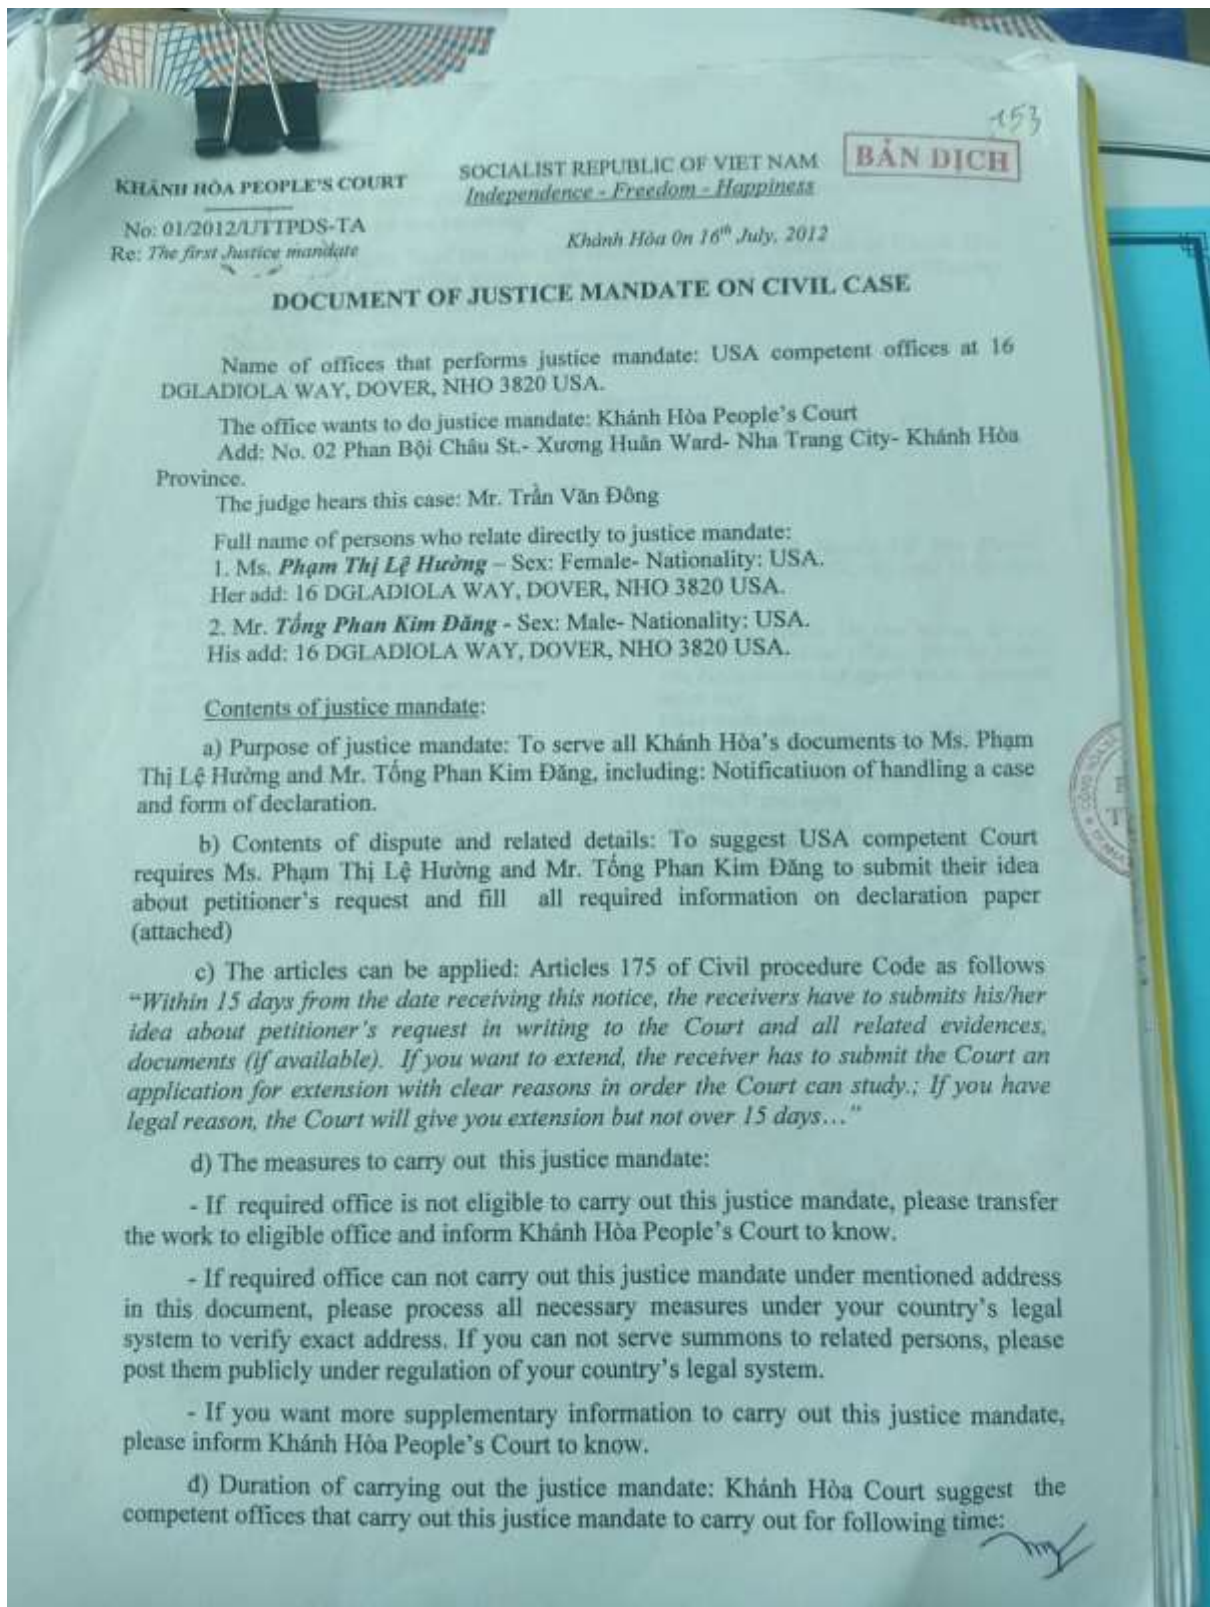 153
KHÁNH HÒA PEOPLE'S COURT
SOCIALIST REPUBLIC OF VIET NAM
BẢN DỊCH
Independence - Freedom - Happiness
No: 01/2012/UTTPDS-TA
Re: The first Justice mandate
Khánh Hòa 0n 16th July, 2012
DOCUMENT OF JUSTICE MANDATE ON CIVIL CASE
Name of offices that performs justice mandate: USA competent offices at 16
DGLADIOLA WAY, DOVER, NHO 3820 USA.
The office wants to do justice mandate: Khánh Hòa People's Court
Add: No. 02 Phan Bội Châu St.- Xương Huân Ward- Nha Trang City- Khánh Hòa
Province.
The judge hears this case: Mr. Trần Văn Đông
Full name of persons who relate directly to justice mandate:
1. Ms. Phạm Thị Lệ Hường – Sex: Female- Nationality: USA.
Her add: 16 DGLADIOLA WAY, DOVER, NHO 3820 USA.
2. Mr. Tống Phan Kim Đăng - Sex: Male- Nationality: USA.
His add: 16 DGLADIOLA WAY, DOVER, NHO 3820 USA.
Contents of justice mandate:
a) Purpose of justice mandate: To serve all Khánh Hòa's documents to Ms. Phạm
Thị Lệ Hường and Mr. Tống Phan Kim Đăng, including: Notificatiuon of handling a case
and form of declaration.
b) Contents of dispute and related details: To suggest USA competent Court
requires Ms. Phạm Thị Lệ Hường and Mr. Tống Phan Kim Đăng to submit their idea
about petitioner's request and fill all required information on declaration paper
(attached)
c) The articles can be applied: Articles 175 of Civil procedure Code as follows
“Within 15 days from the date receiving this notice, the receivers have to submits his/her
idea about petitioner's request in writing to the Court and all related evidences,
documents (if available). If you want to extend, the receiver has to submit the Court an
application for extension with clear reasons in order the Court can study.; If you have
legal reason, the Court will give you extension but not over 15 days…”
d) The measures to carry out this justice mandate:
- If required office is not eligible to carry out this justice mandate, please transfer
the work to eligible office and inform Khánh Hòa People's Court to know.
- If required office can not carry out this justice mandate under mentioned address
in this document, please process all necessary measures under your country's legal
system to verify exact address. If you can not serve summons to related persons, please
post them publicly under regulation of your country's legal system.
- If you want more supplementary information to carry out this justice mandate,
please inform Khánh Hòa People's Court to know.
đ) Duration of carrying out the justice mandate: Khánh Hòa Court suggest the
competent offices that carry out this justice mandate to carry out for following time: